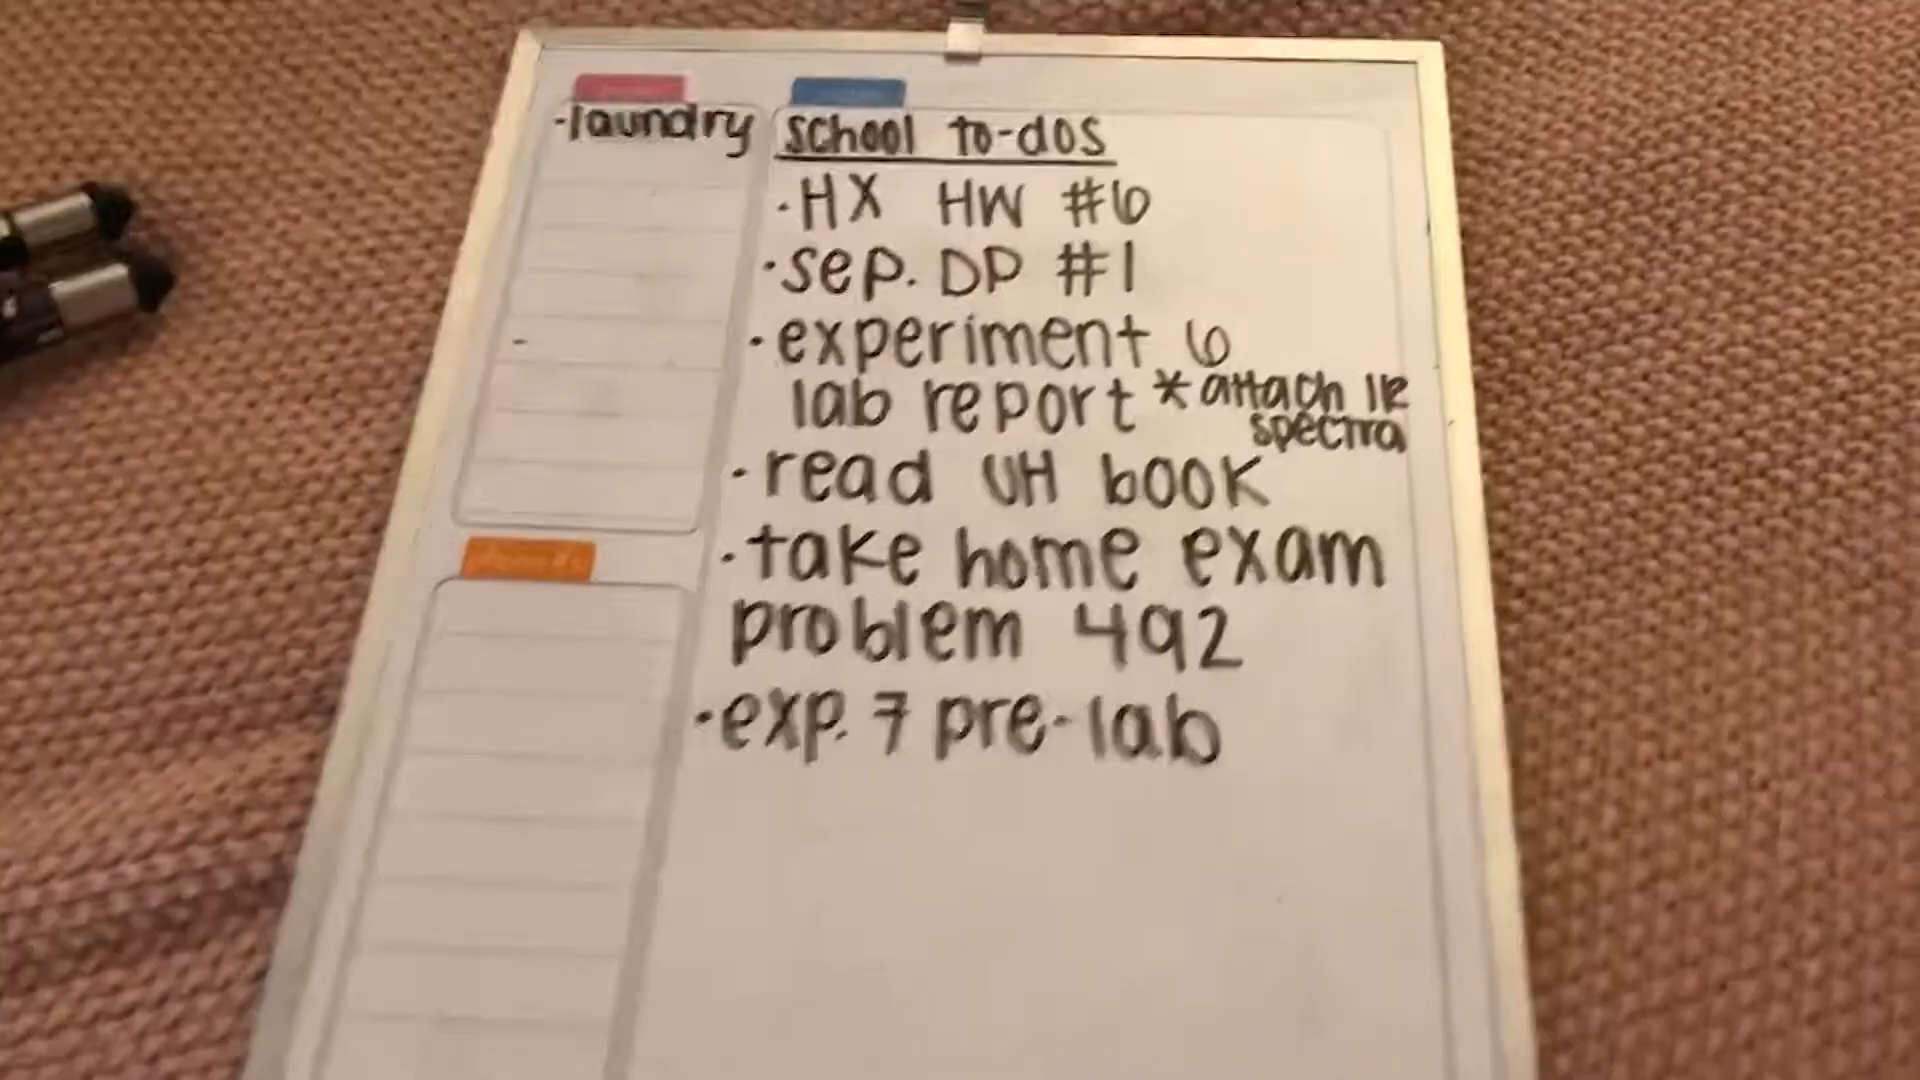 -laundry
school to-dos
·HX HW #6
·sep. DP #1
·experiment 6
lab report *attach IR
spectra
·read UH book
·take home exam
problem 492
·exp. 7 pre-lab